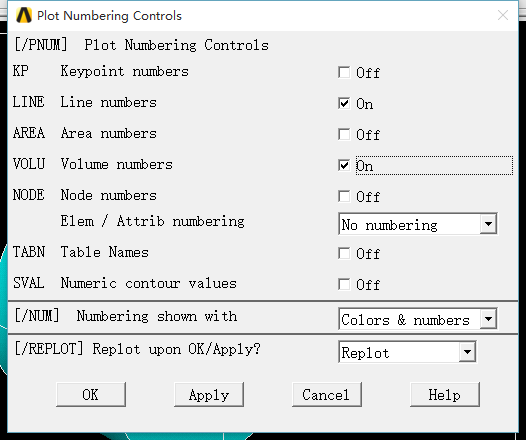 Plot Numbering Controls
[/PNUM] Plot Numbering Controls
KP Keypoint numbers Off
LINE Line numbers On
AREA Area numbers Off
VOLU Volume numbers On
NODE Node numbers Off
Elem / Attrib numbering No numbering
TABN Table Names Off
SVAL Numeric contour values Off
[/NUM] Numbering shown with Colors & numbers
[/REPLOT] Replot upon OK/Apply? Replot
OK Apply Cancel Help